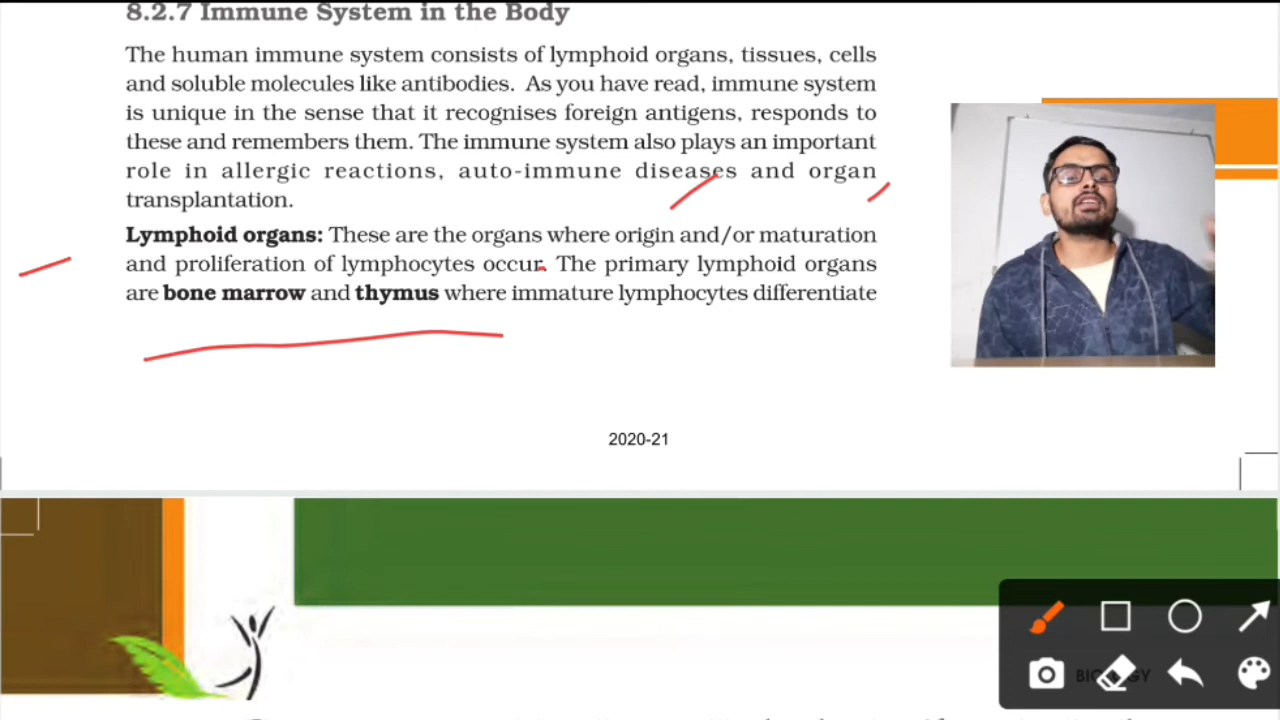 8.2.7 Immune System in the Body
The human immune system consists of lymphoid organs, tissues, cells
and soluble molecules like antibodies. As you have read, immune system
is unique in the sense that it recognises foreign antigens, responds to
these and remembers them. The immune system also plays an important
role in allergic reactions, auto-immune diseases and organ
transplantation.
Lymphoid organs: These are the organs where origin and/or maturation
and proliferation of lymphocytes occur. The primary lymphoid organs
are bone marrow and thymus where immature lymphocytes differentiate
2020-21